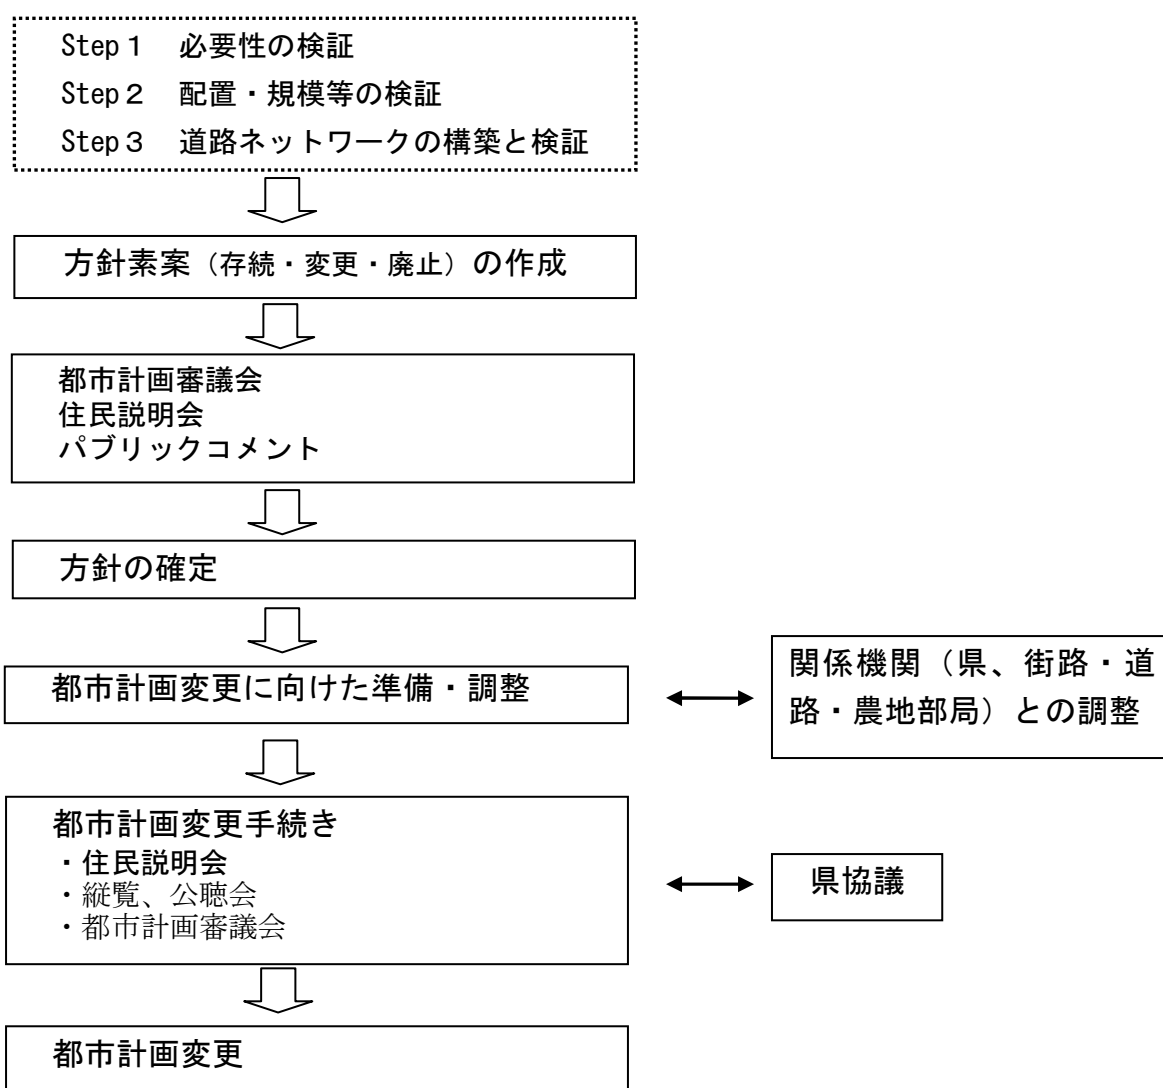 Step１　必要性の検証
Step２　配置・規模等の検証
Step３　道路ネットワークの構築と検証
方針素案（存続・変更・廃止）の作成
都市計画審議会
住民説明会
パブリックコメント
方針の確定
都市計画変更に向けた準備・調整
関係機関（県、街路・道
路・農地部局）との調整
都市計画変更手続き
・住民説明会
・縦覧、公聴会
・都市計画審議会
県協議
都市計画変更